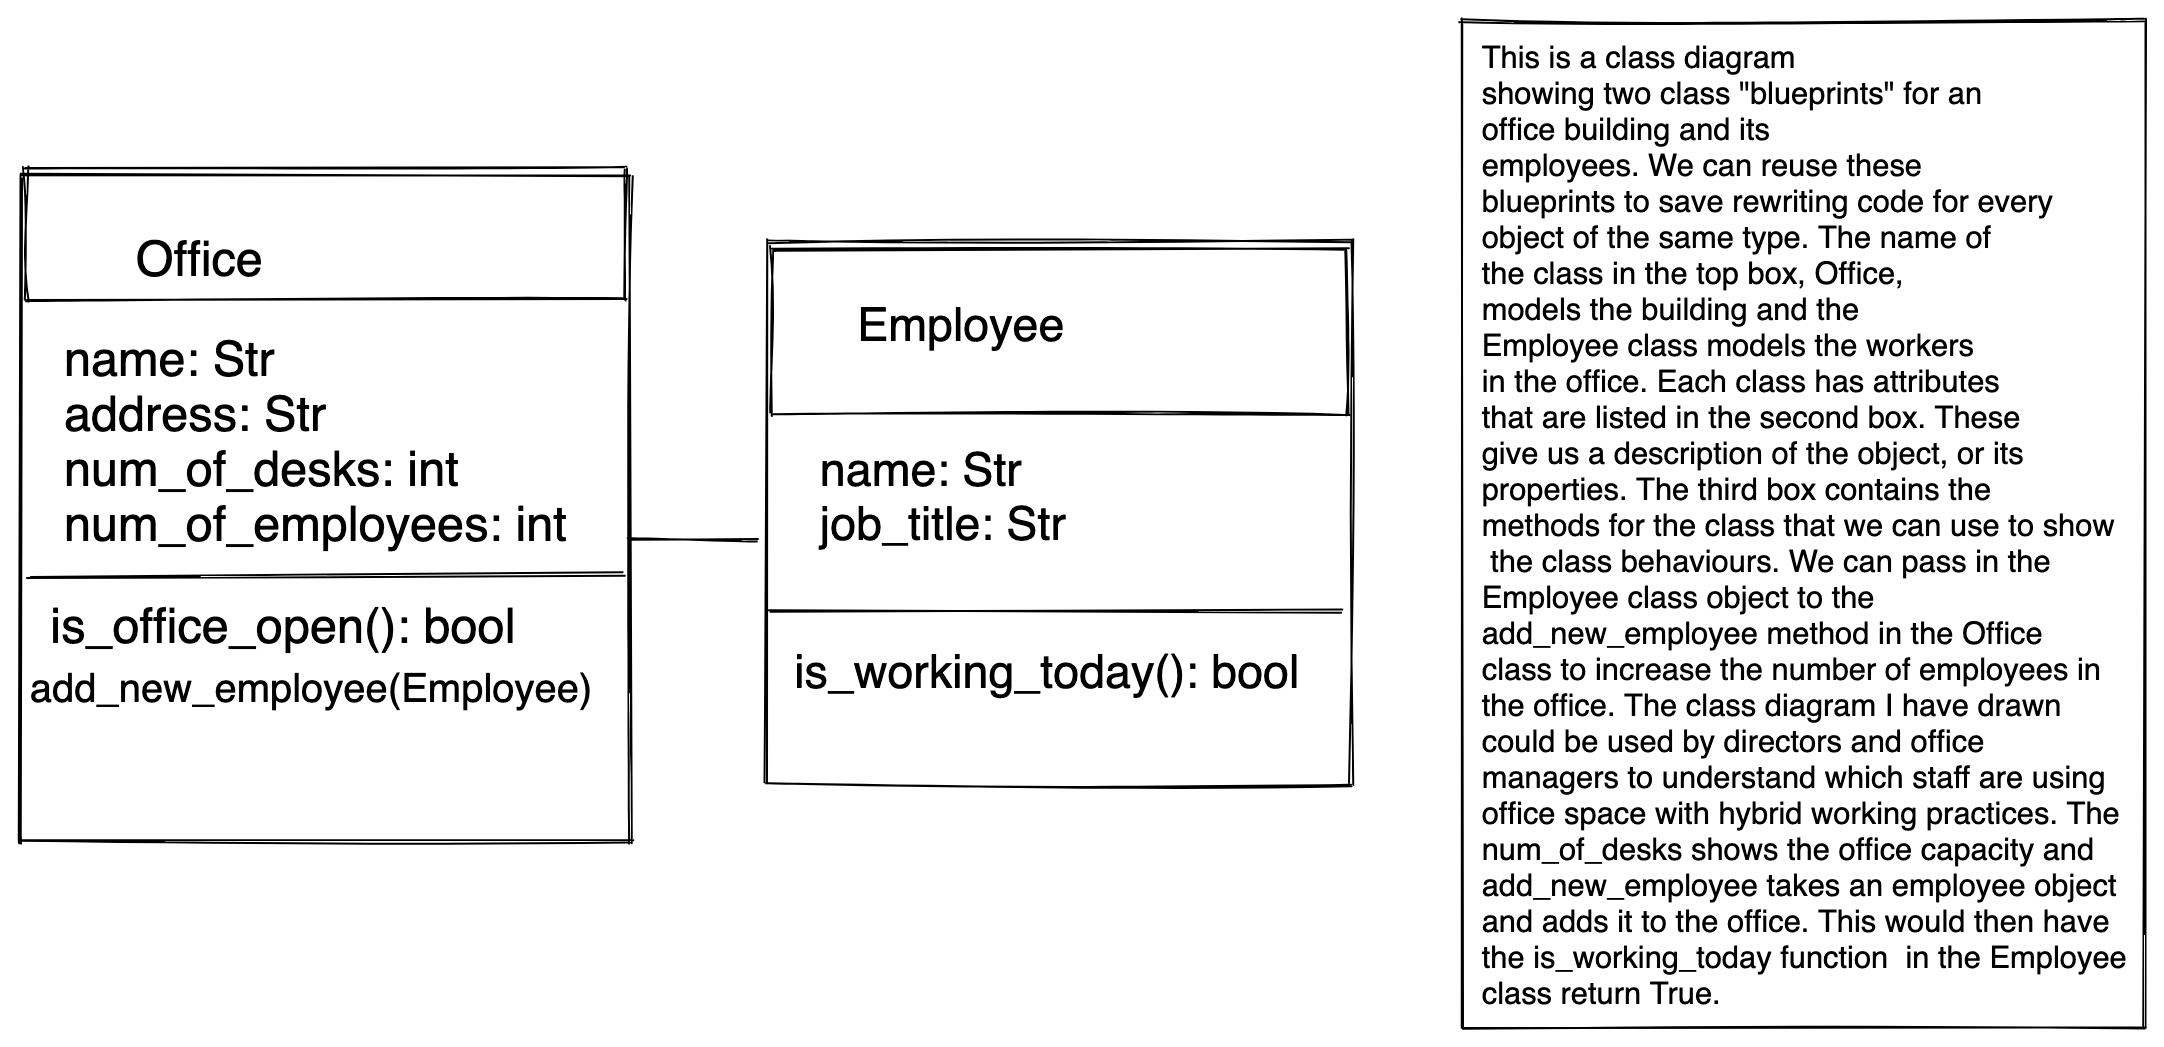 Office
name: Str
address: Str
num_of_desks: int
num_of_employees: int
is_office_open(): bool
add_new_employee(Employee)
Employee
name: Str
job_title: Str
is_working_today(): bool
This is a class diagram
showing two class "blueprints" for an
office building and its
employees. We can reuse these
blueprints to save rewriting code for every
object of the same type. The name of
the class in the top box, Office,
models the building and the
Employee class models the workers
in the office. Each class has attributes
that are listed in the second box. These
give us a description of the object, or its
properties. The third box contains the
methods for the class that we can use to show
the class behaviours. We can pass in the
Employee class object to the
add_new_employee method in the Office
class to increase the number of employees in
the office. The class diagram I have drawn
could be used by directors and office
managers to understand which staff are using
office space with hybrid working practices. The
num_of_desks shows the office capacity and
add_new_employee takes an employee object
and adds it to the office. This would then have
the is_working_today function  in the Employee
class return True.